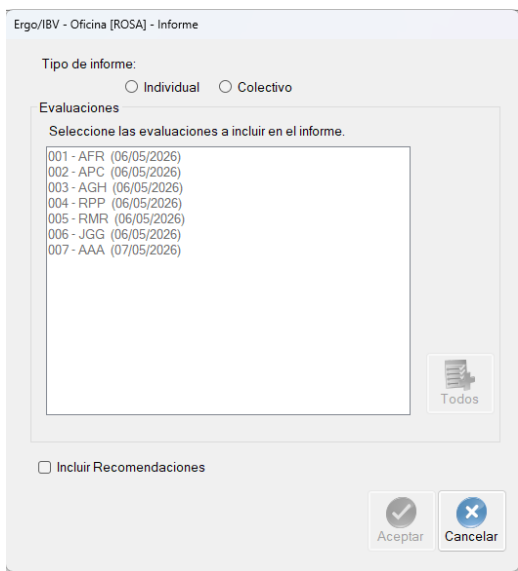 Ergo/IBV - Oficina [ROSA] - Informe
Tipo de informe:
Individual Colectivo
Evaluaciones
Seleccione las evaluaciones a incluir en el informe.
001 - AFR (06/05/2026)
002 - APC (06/05/2026)
003 - AGH (06/05/2026)
004 - RPP (06/05/2026)
005 - RMR (06/05/2026)
006 - JGG (06/05/2026)
007 - AAA (07/05/2026)
Todos
Incluir Recomendaciones
Aceptar Cancelar